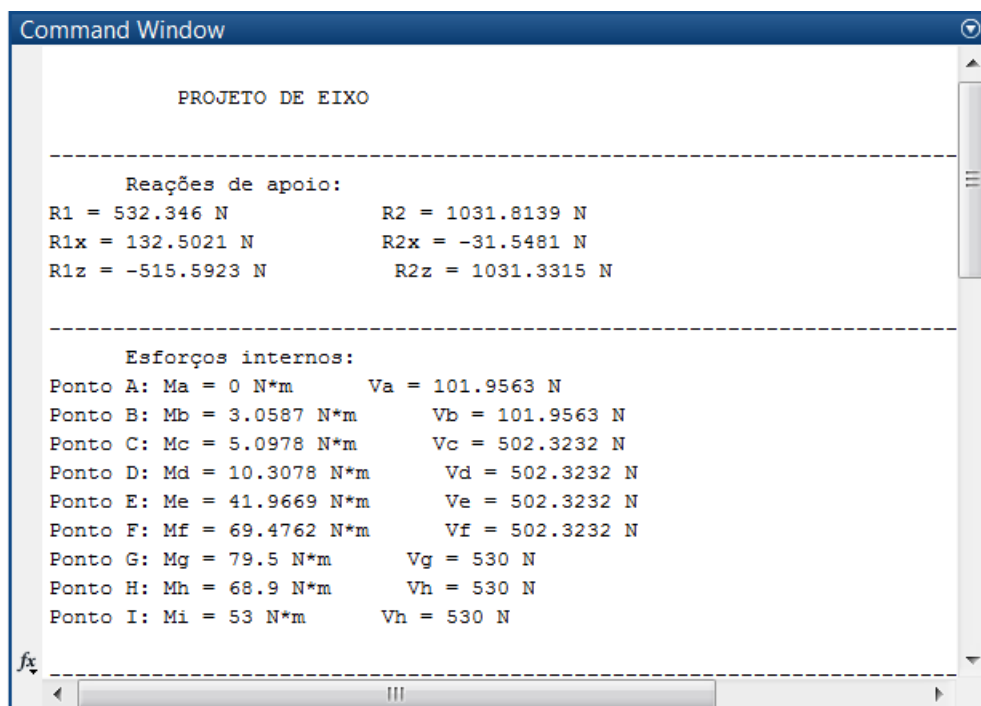 Command Window
PROJETO DE EIXO
-----------------------------------------------------------------------
Reações de apoio:
R1 = 532.346 N R2 = 1031.8139 N
R1x = 132.5021 N R2x = -31.5481 N
R1z = -515.5923 N R2z = 1031.3315 N
-----------------------------------------------------------------------
Esforços internos:
Ponto A: Ma = 0 N*m Va = 101.9563 N
Ponto B: Mb = 3.0587 N*m Vb = 101.9563 N
Ponto C: Mc = 5.0978 N*m Vc = 502.3232 N
Ponto D: Md = 10.3078 N*m Vd = 502.3232 N
Ponto E: Me = 41.9669 N*m Ve = 502.3232 N
Ponto F: Mf = 69.4762 N*m Vf = 502.3232 N
Ponto G: Mg = 79.5 N*m Vg = 530 N
Ponto H: Mh = 68.9 N*m Vh = 530 N
Ponto I: Mi = 53 N*m Vh = 530 N
fx -----------------------------------------------------------------------